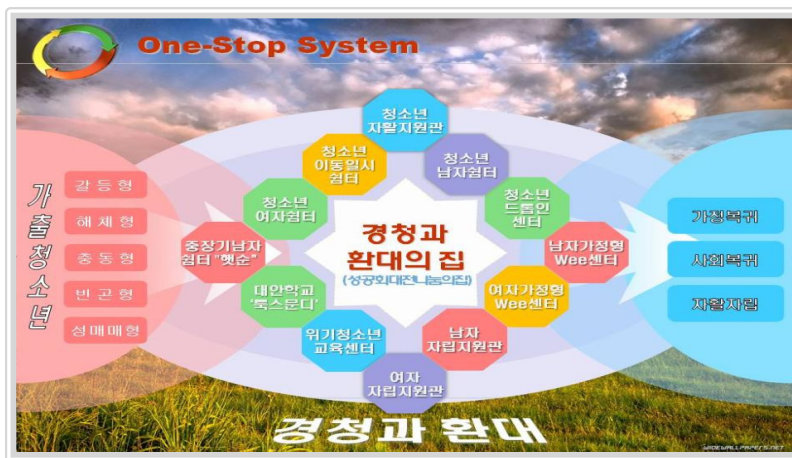 One-Stop System
가출청소년
갈등형
해체형
충동형
빈곤형
성매매형
청소년
자활지원관
청소년
이동일시
쉼터
청소년
남자쉼터
청소년
여자쉼터
청소년
드롭인
센터
중장기남자
쉼터 "햇순"
경청과
환대의 집
(성공회대전나눔의집)
남자가정형
Wee센터
대안학교
'룩스문디'
여자가정형
Wee센터
위기청소년
교육센터
남자
자립지원관
여자
자립지원관
가정복귀
사회복귀
자활자립
경청과 환대
WIDEWALLPAPERS.NET